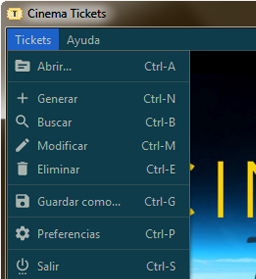 T Cinema Tickets
Tickets Ayuda
Abrir... Ctrl-A
Generar Ctrl-N
Buscar Ctrl-B
Modificar Ctrl-M
Eliminar Ctrl-E
Guardar como... Ctrl-G
Preferencias Ctrl-P
Salir Ctrl-S
IN